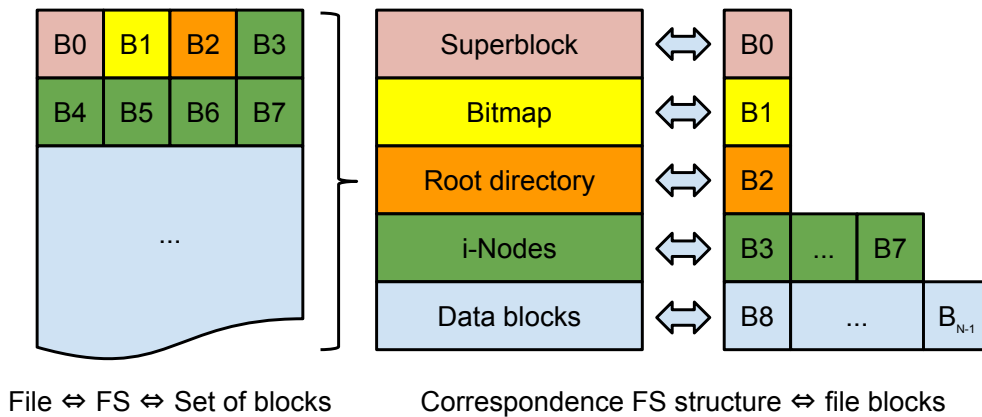 B0 B1 B2 B3
B4 B5 B6 B7
...
Superblock B0
Bitmap B1
Root directory B2
i-Nodes B3 ... B7
Data blocks B8 ... BN-1
File ⇔ FS ⇔ Set of blocks
Correspondence FS structure ⇔ file blocks